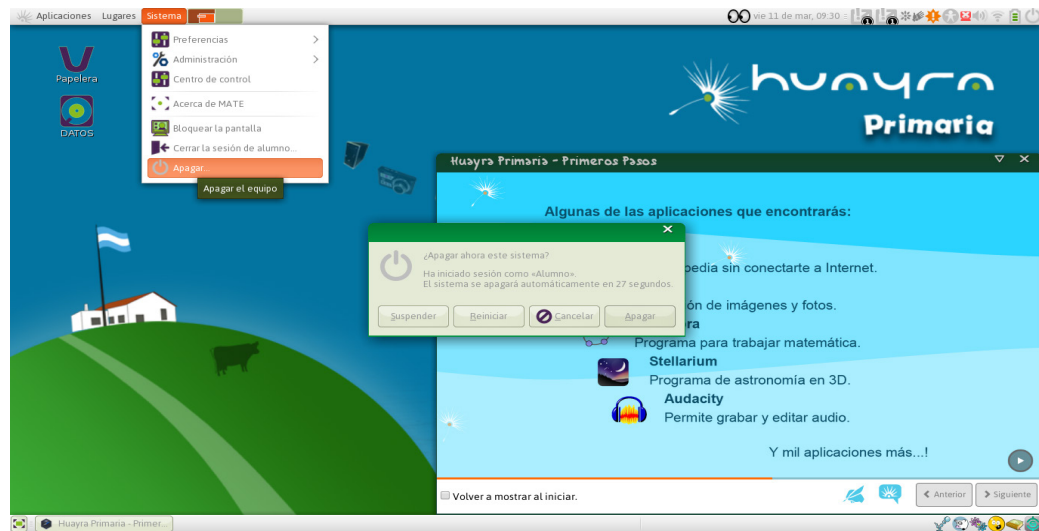 Aplicaciones Lugares Sistema
vie 11 de mar, 09:30
Preferencias
Administración
Centro de control
Acerca de MATE
Bloquear la pantalla
Cerrar la sesión de alumno...
Apagar...
Apagar el equipo
Papelera
DATOS
huayra
Primaria
Huayra Primaria - Primeros Pasos
Algunas de las aplicaciones que encontrarás:
pedia sin conectarte a Internet.
ón de imágenes y fotos.
ra
Programa para trabajar matemática.
Stellarium
Programa de astronomía en 3D.
Audacity
Permite grabar y editar audio.
Y mil aplicaciones más...!
Volver a mostrar al iniciar.
Anterior
Siguiente
¿Apagar ahora este sistema?
Ha iniciado sesión como «Alumno».
El sistema se apagará automáticamente en 27 segundos.
Suspender Reiniciar Cancelar Apagar
Huayra Primaria - Primer...